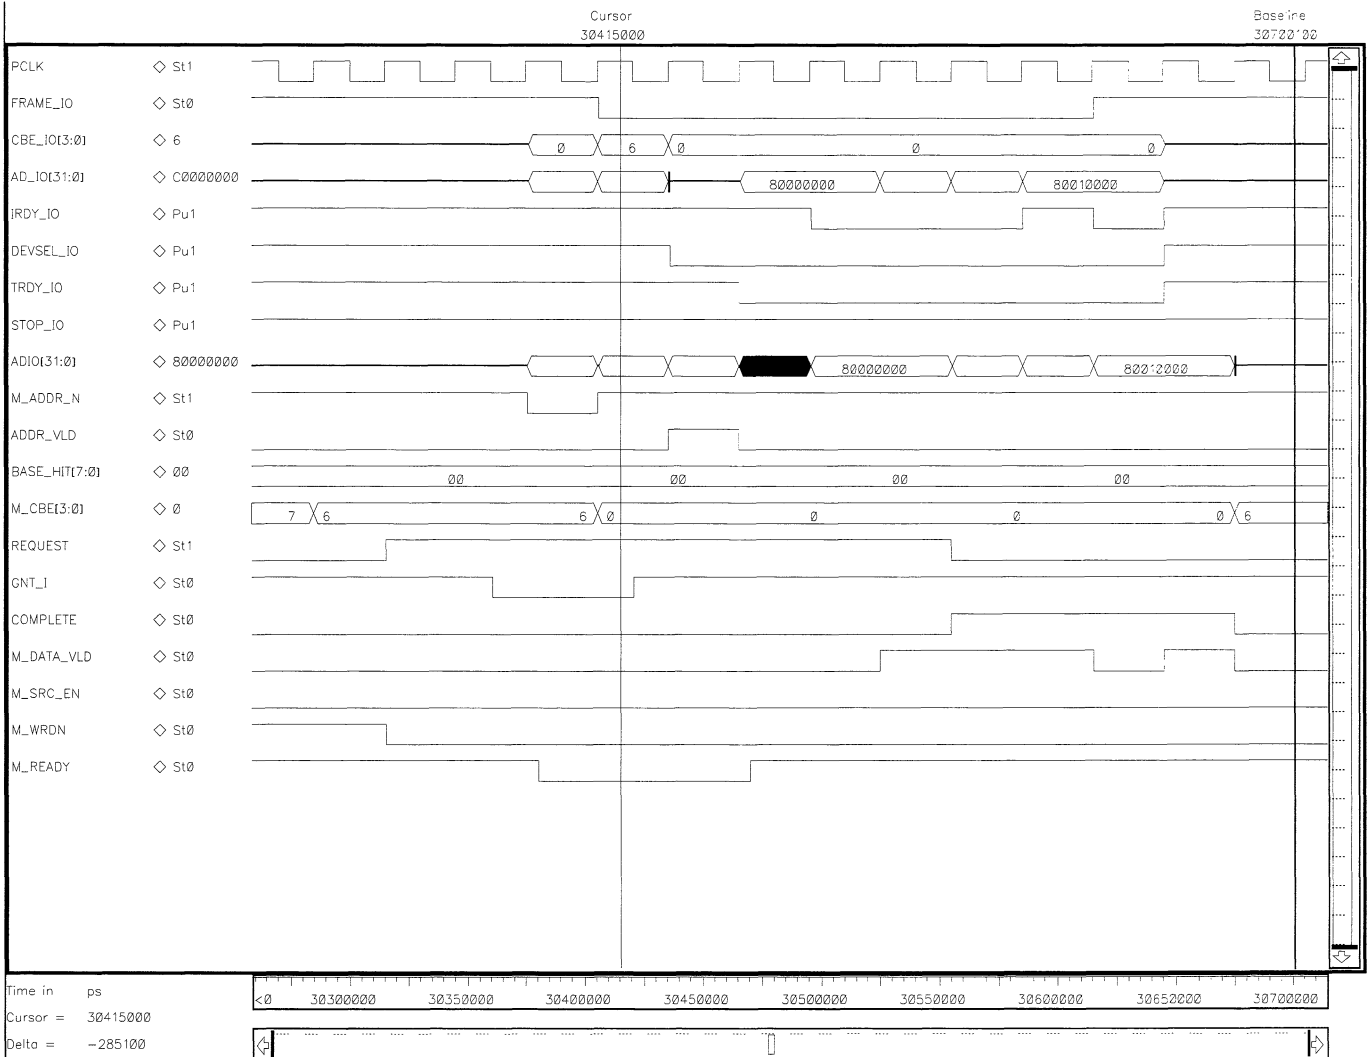 Cursor Baseline
30415000 30700100
PCLK St1
FRAME_IO St0
CBE_IO[3:0] 6 0 6 0 0 0
AD_IO[31:0] C0000000 80000000 80010000
IRDY_IO Pu1
DEVSEL_IO Pu1
TRDY_IO Pu1
STOP_IO Pu1
ADIO[31:0] 80000000 80000000 80010000
M_ADDR_N St1
ADDR_VLD St0
BASE_HIT[7:0] 00 00 00 00 00
M_CBE[3:0] 0 7 6 6 0 0 0 0 6
REQUEST St1
GNT_I St0
COMPLETE St0
M_DATA_VLD St0
M_SRC_EN St0
M_WRDN St0
M_READY St0
Time in ps
<0 30300000 30350000 30400000 30450000 30500000 30550000 30600000 30650000 30700000
Cursor = 30415000
Delta = -285100